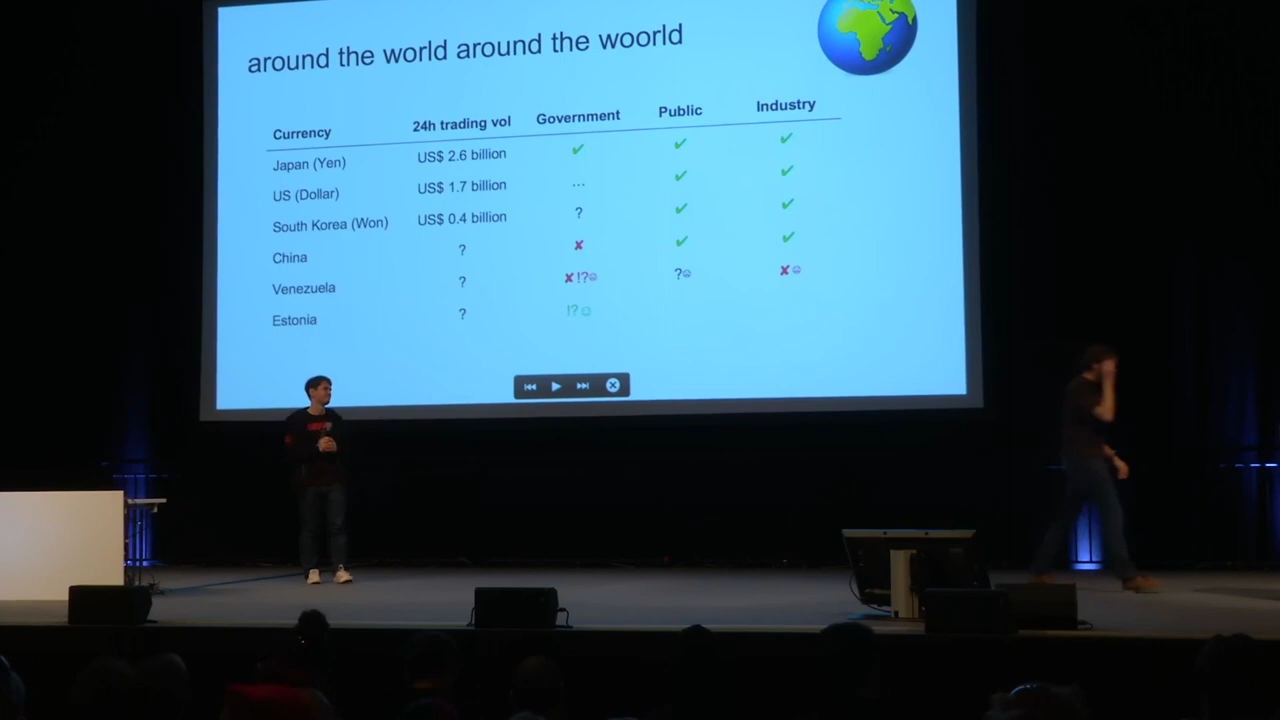 around the world around the woorld
Currency 24h trading vol Government Public Industry
Japan (Yen) US$ 2.6 billion ✔ ✔ ✔
US (Dollar) US$ 1.7 billion ... ✔ ✔
South Korea (Won) US$ 0.4 billion ? ✔ ✔
China ? ✘ ✔ ✔
Venezuela ? ✘!?☹ ?☹ ✘☹
Estonia ? !?☺